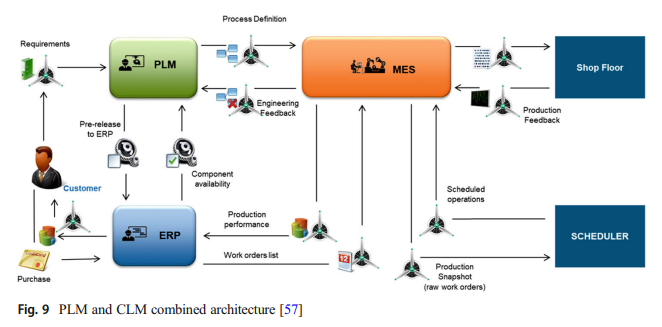 Process Definition
Requirements
PLM
MES
Shop Floor
Engineering
Feedback
Production
Feedback
Pre-release
to ERP
Component
availability
Customer
Scheduled
operations
Production
performance
ERP
SCHEDULER
Work orders list
12
Purchase
Production
Snapshot
(raw work orders)
Fig. 9 PLM and CLM combined architecture [57]